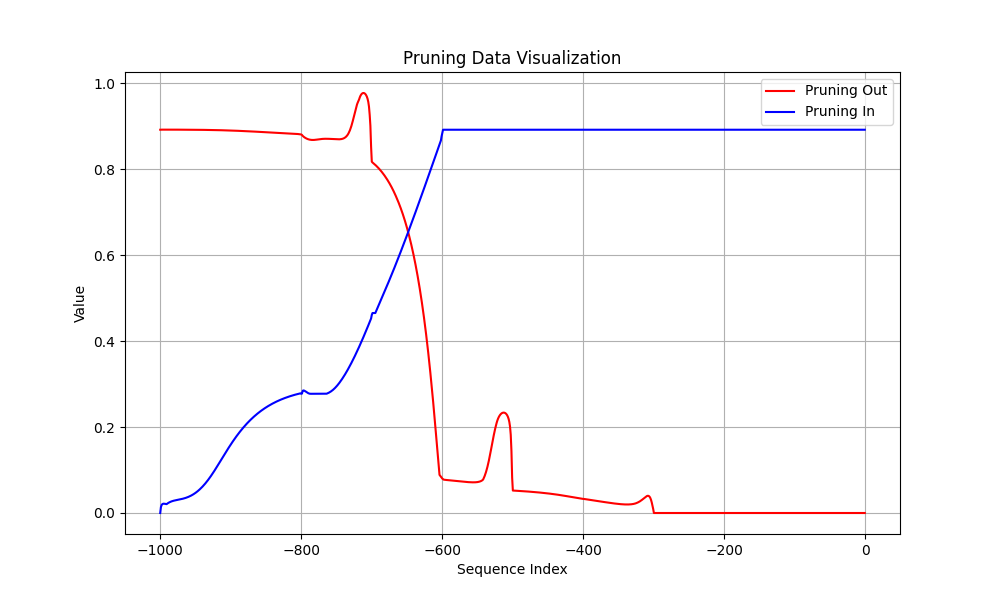 Pruning Data Visualization
Pruning Out
Pruning In
Value
1.0
0.8
0.6
0.4
0.2
0.0
−1000 −800 −600 −400 −200 0
Sequence Index